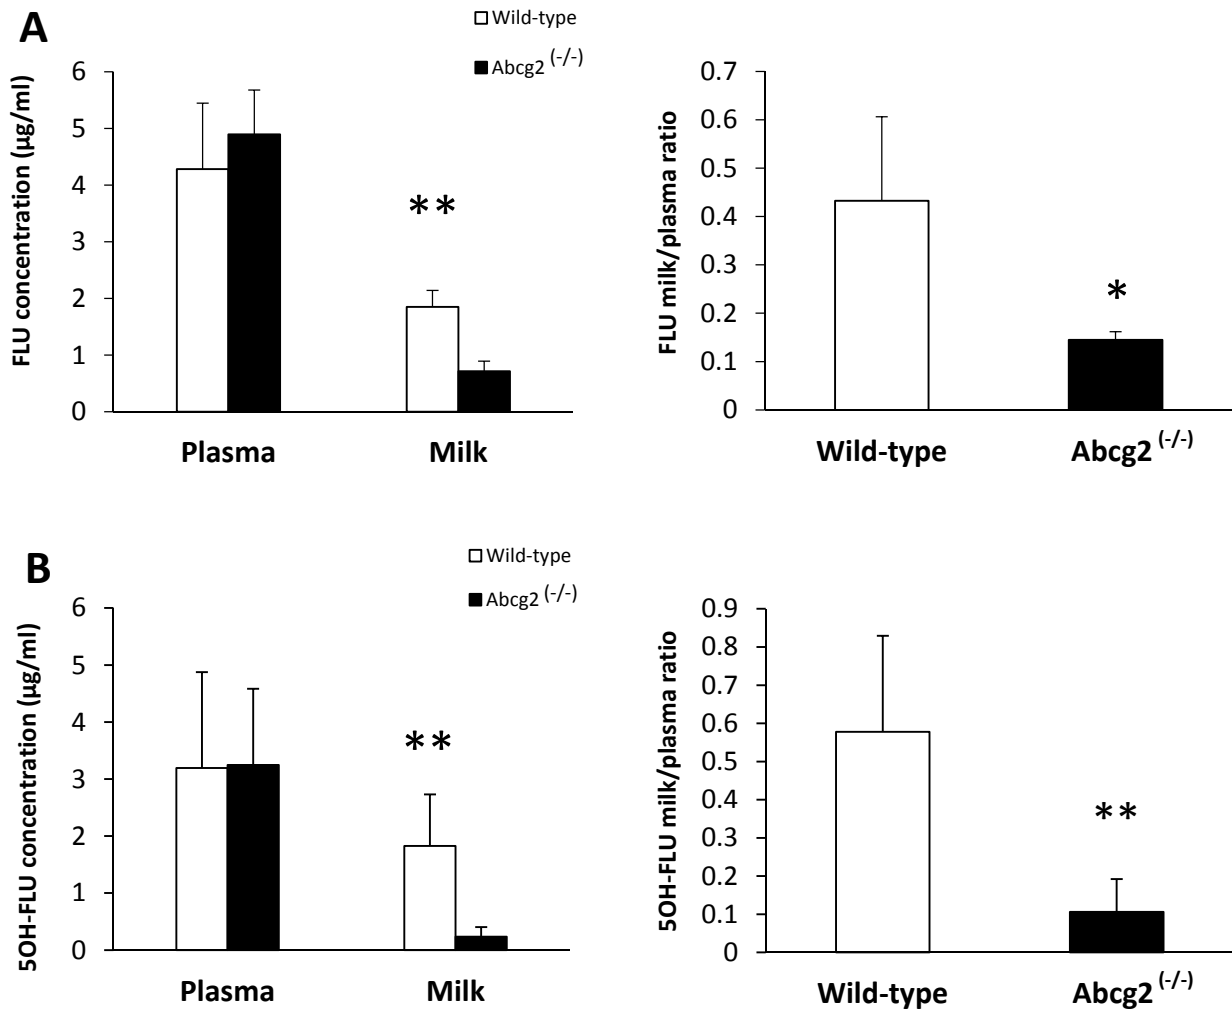 A
Wild-type
Abcg2 (-/-)
FLU concentration (µg/ml)
6
5
4
3
2
1
0
**
Plasma Milk
FLU milk/plasma ratio
0.7
0.6
0.5
0.4
0.3
0.2
0.1
0
*
Wild-type Abcg2 (-/-)
B
Wild-type
Abcg2 (-/-)
5OH-FLU concentration (µg/ml)
6
5
4
3
2
1
0
**
Plasma Milk
5OH-FLU milk/plasma ratio
0.9
0.8
0.7
0.6
0.5
0.4
0.3
0.2
0.1
0
**
Wild-type Abcg2 (-/-)